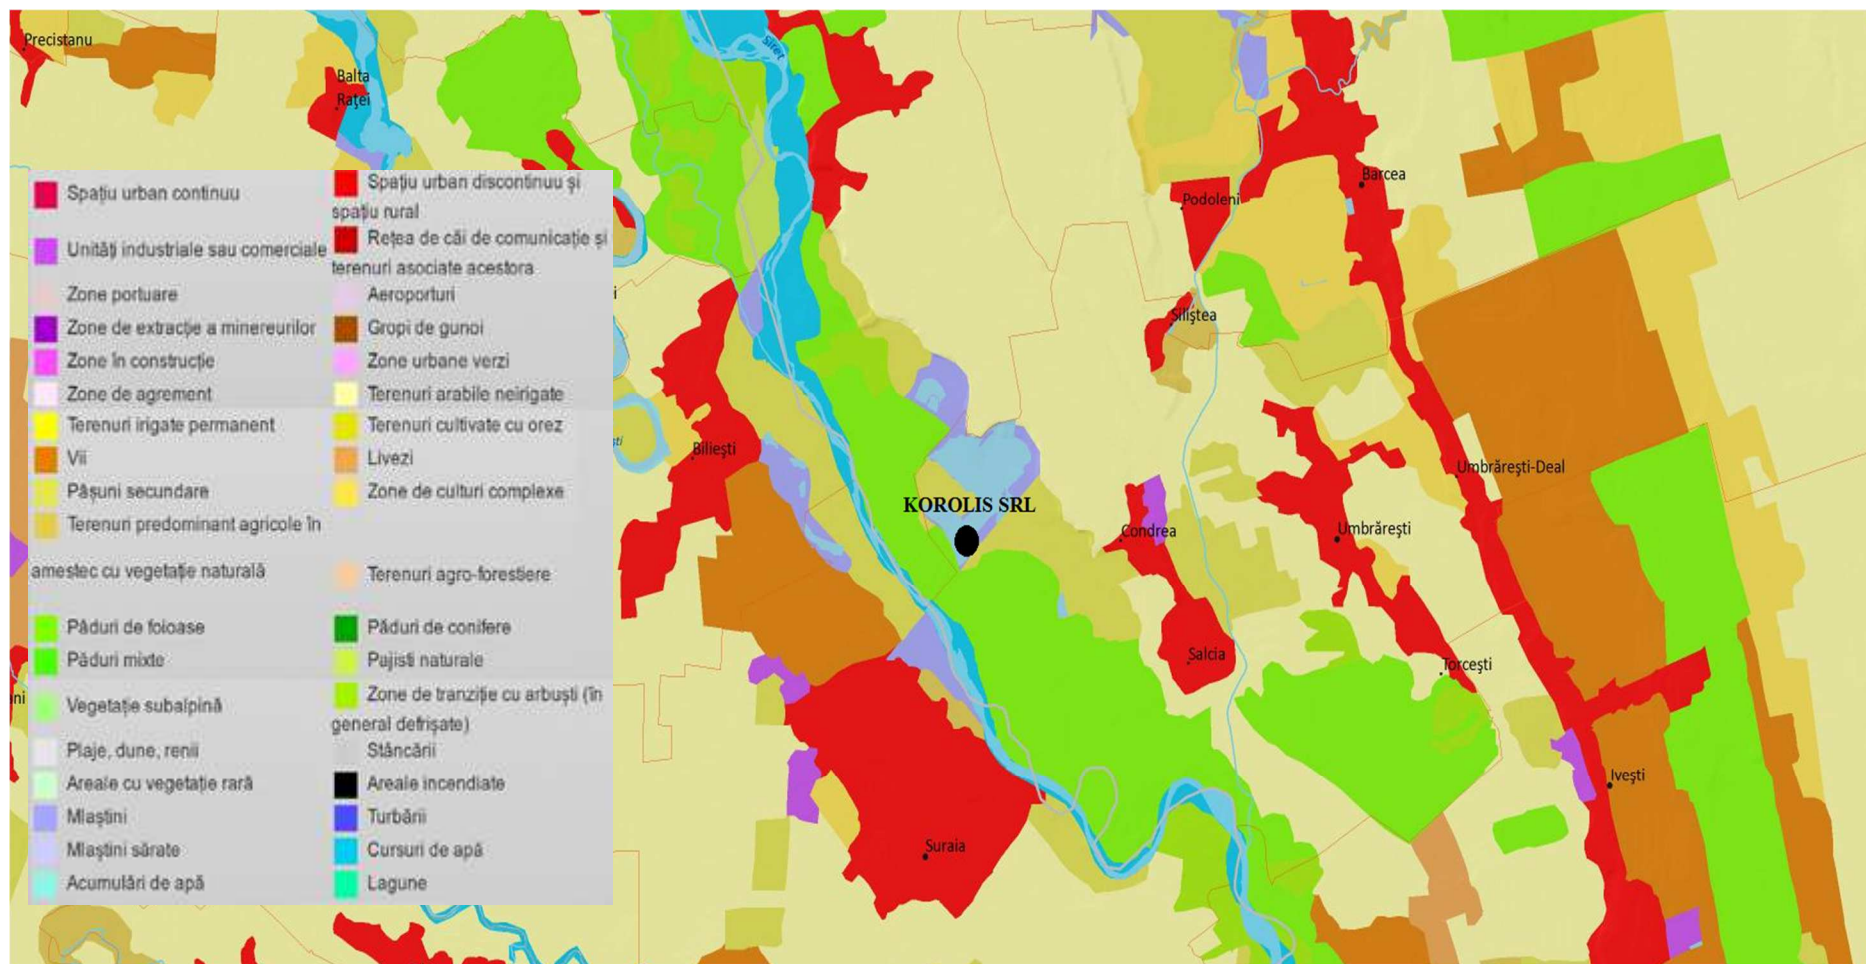 Precistanu
Balta
Raței
Siret
Barcea
Podoleni
Siliștea
Umbrărești-Deal
Biliești
KOROLIS SRL
Condrea
Umbrărești
Salcia
Torcești
Ivești
Suraia
ni
i
ști
Spațiu urban continuu
Spațiu urban discontinuu și
spațiu rural
Unități industriale sau comerciale
Rețea de căi de comunicație și
terenuri asociate acestora
Zone portuare
Aeroporturi
Zone de extracție a minereurilor
Gropi de gunoi
Zone în construcție
Zone urbane verzi
Zone de agrement
Terenuri arabile neirigate
Terenuri irigate permanent
Terenuri cultivate cu orez
Vii
Livezi
Pășuni secundare
Zone de culturi complexe
Terenuri predominant agricole în
amestec cu vegetație naturală
Terenuri agro-forestiere
Păduri de foioase
Păduri de conifere
Păduri mixte
Pajisti naturale
Vegetație subalpină
Zone de tranziție cu arbuști (în
general defrișate)
Plaje, dune, renii
Stâncării
Areale cu vegetație rară
Areale incendiate
Mlaștini
Turbării
Mlaștini sărate
Cursuri de apă
Acumulări de apă
Lagune